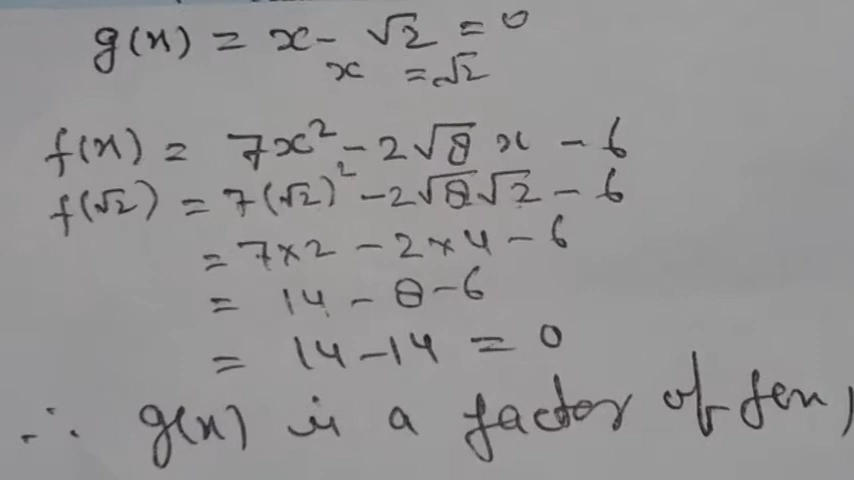 g(x) = x - √2 = 0
x = √2
f(x) = 7x² - 2√8 x - 6
f(√2) = 7(√2)² - 2√8√2 - 6
= 7×2 - 2×4 - 6
= 14 - 8 - 6
= 14 - 14 = 0
∴ g(x) is a factor of f(x),